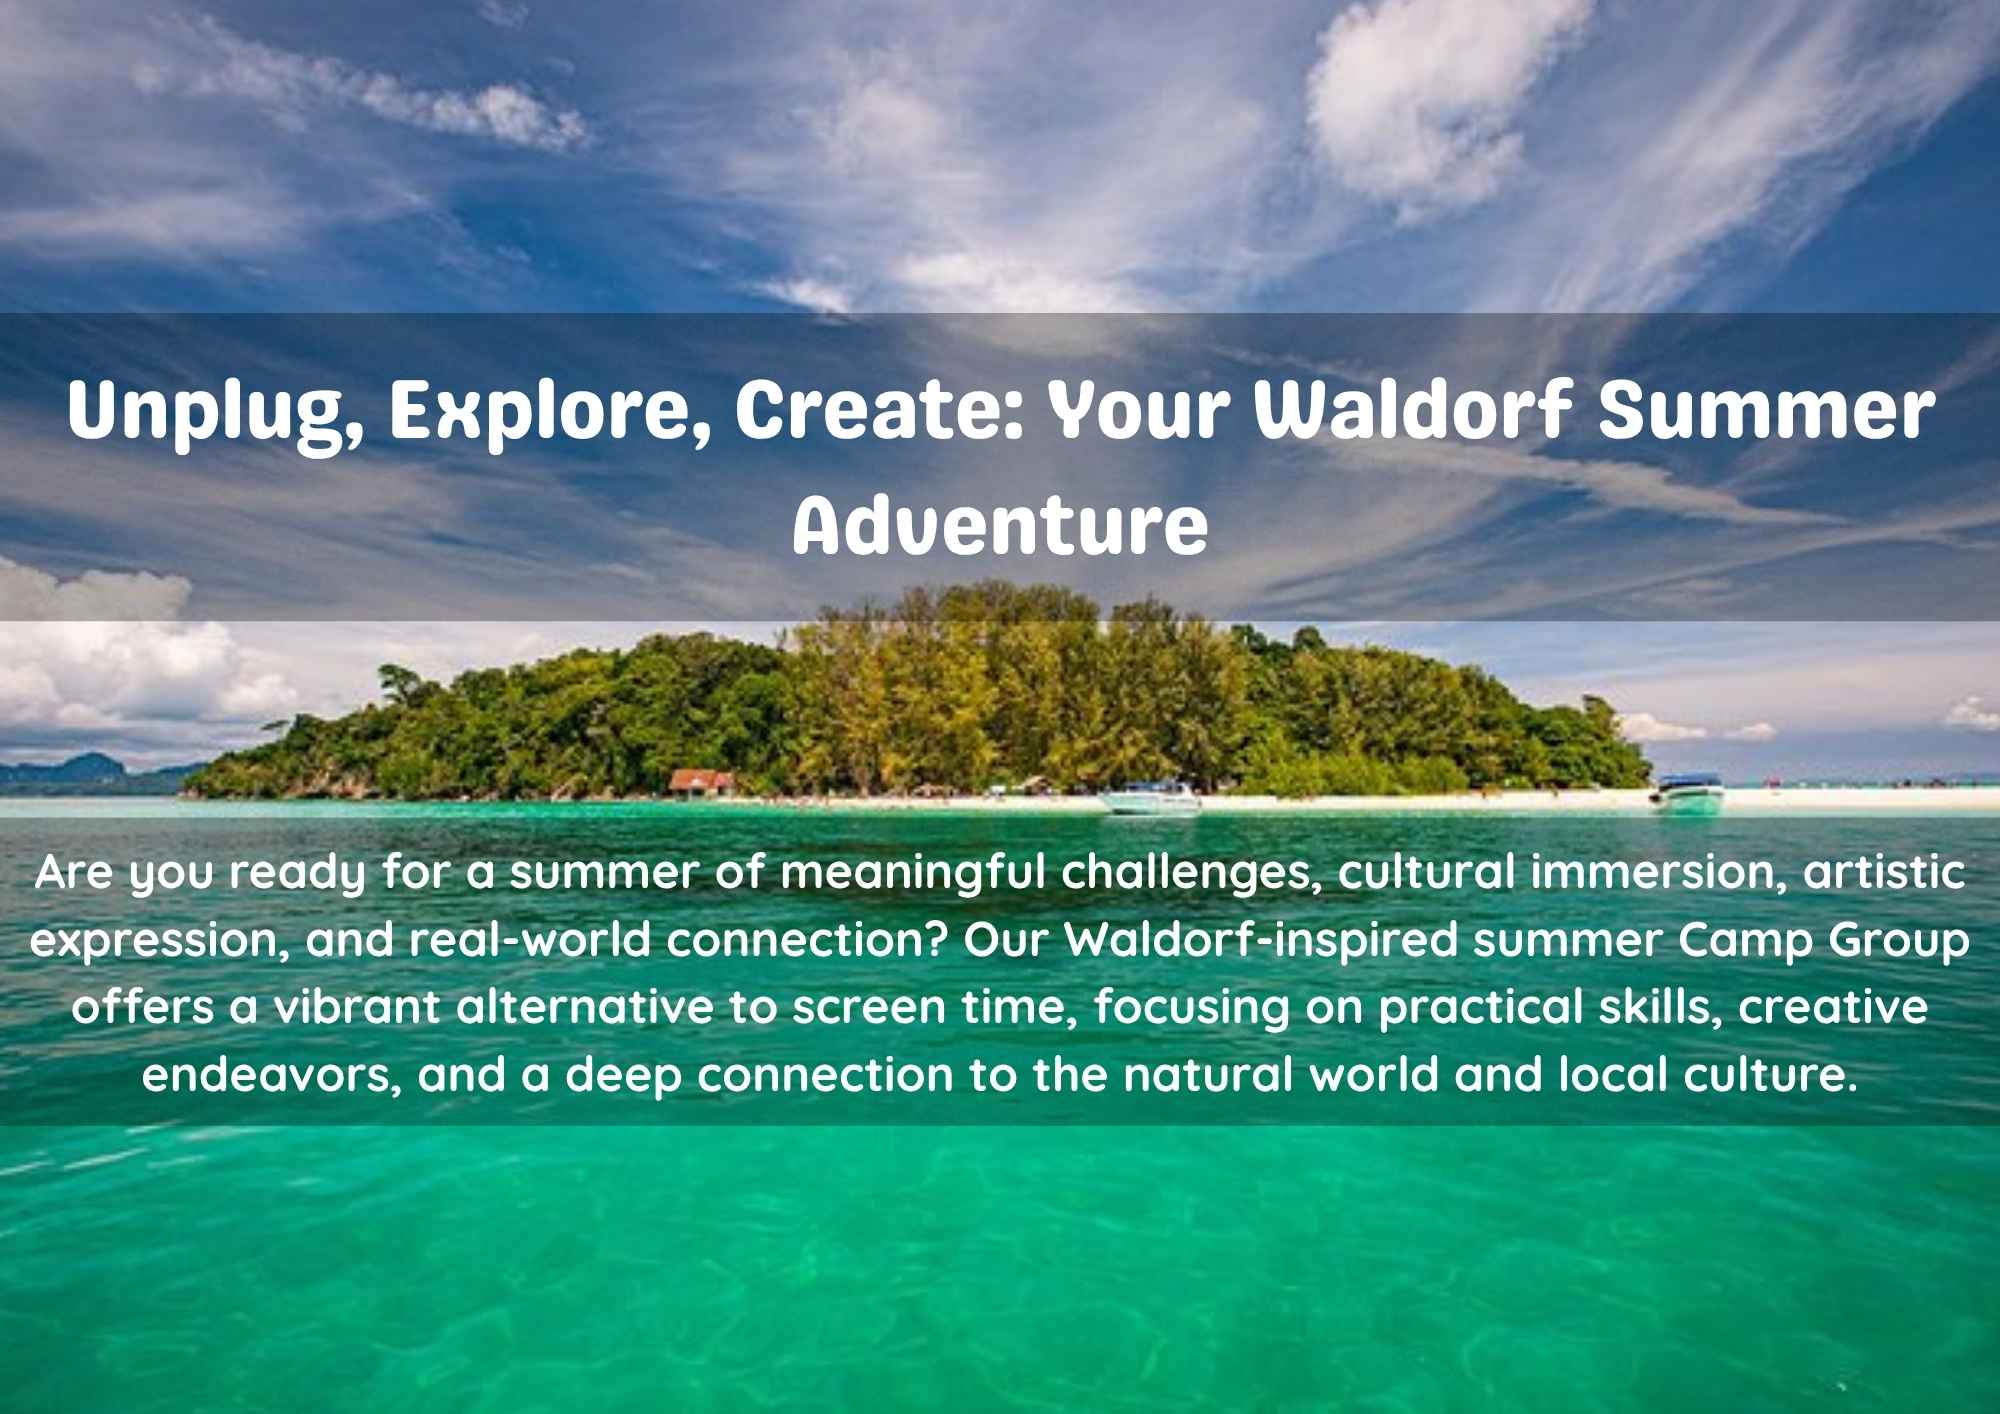 Unplug, Explore, Create: Your Waldorf Summer
Adventure
Are you ready for a summer of meaningful challenges, cultural immersion, artistic
expression, and real-world connection? Our Waldorf-inspired summer Camp Group
offers a vibrant alternative to screen time, focusing on practical skills, creative
endeavors, and a deep connection to the natural world and local culture.